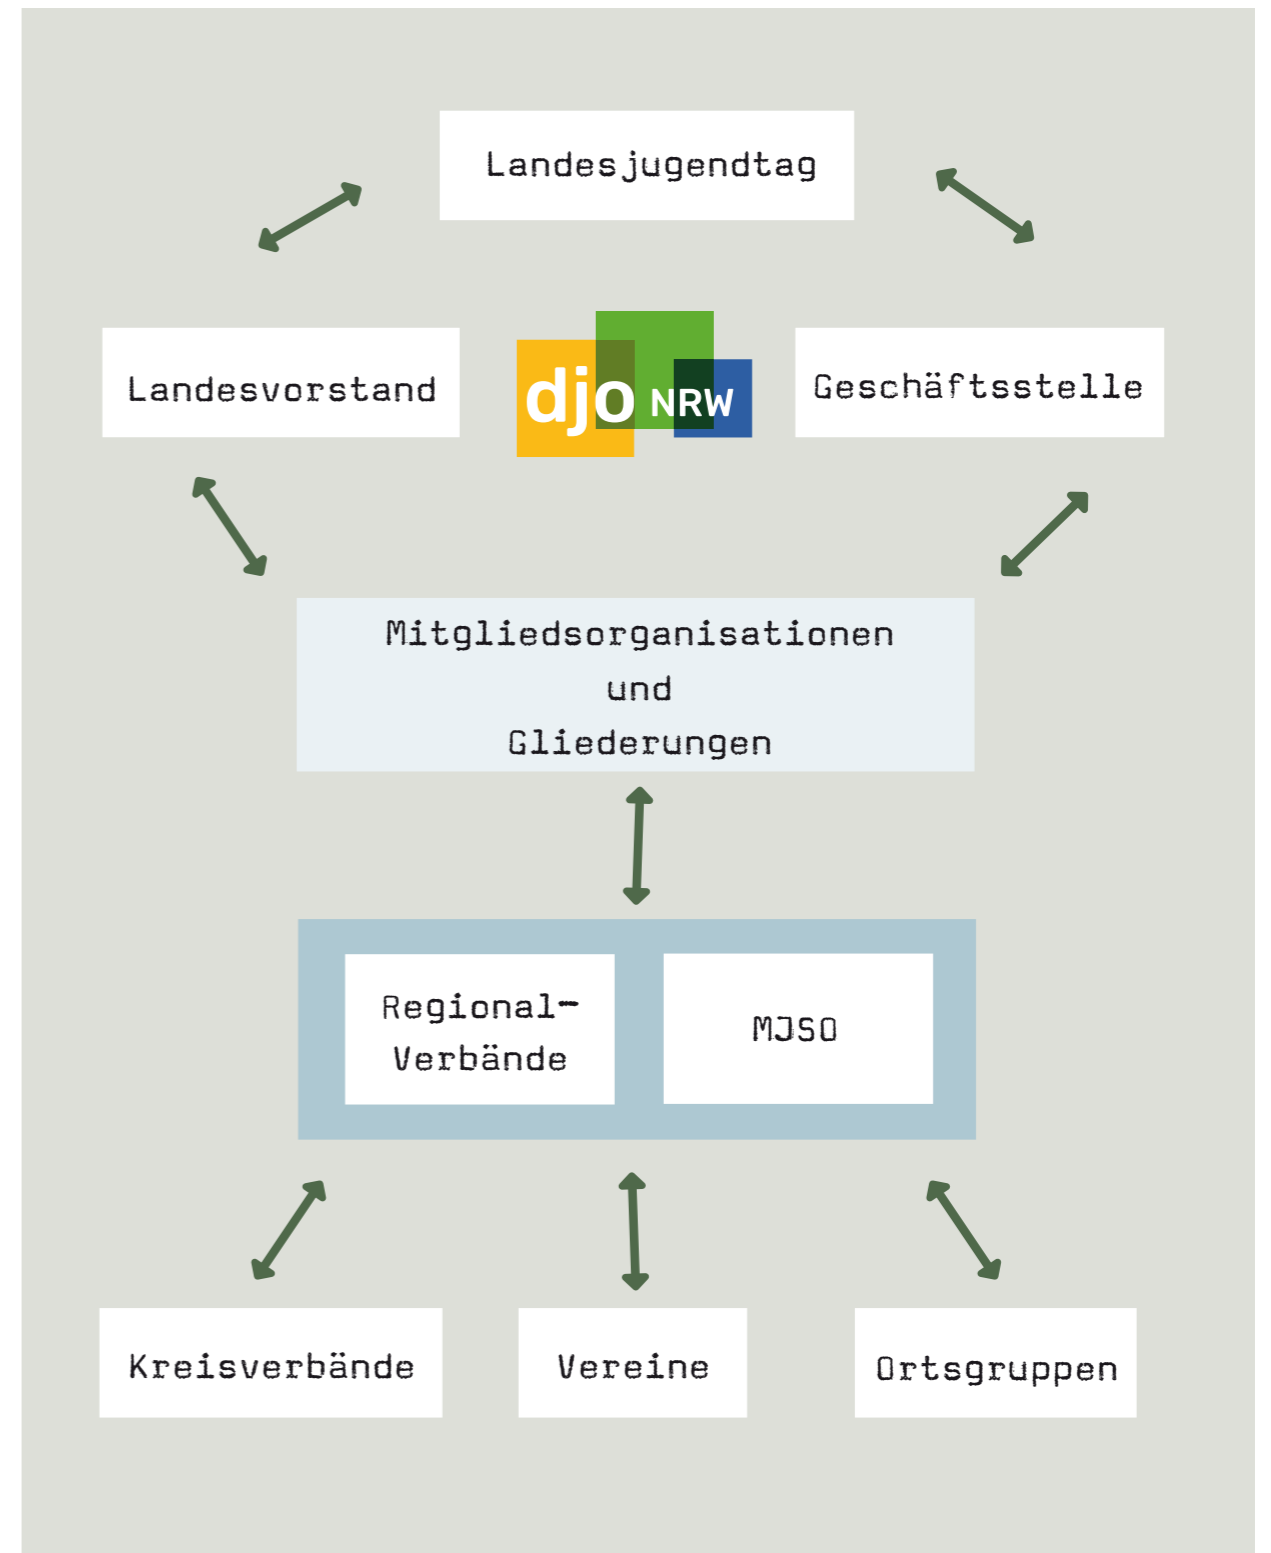 Landesjugendtag
Landesvorstand
djo NRW
Geschäftsstelle
Mitgliedsorganisationen
und
Gliederungen
Regional-
Verbände
MJSO
Kreisverbände
Vereine
Ortsgruppen